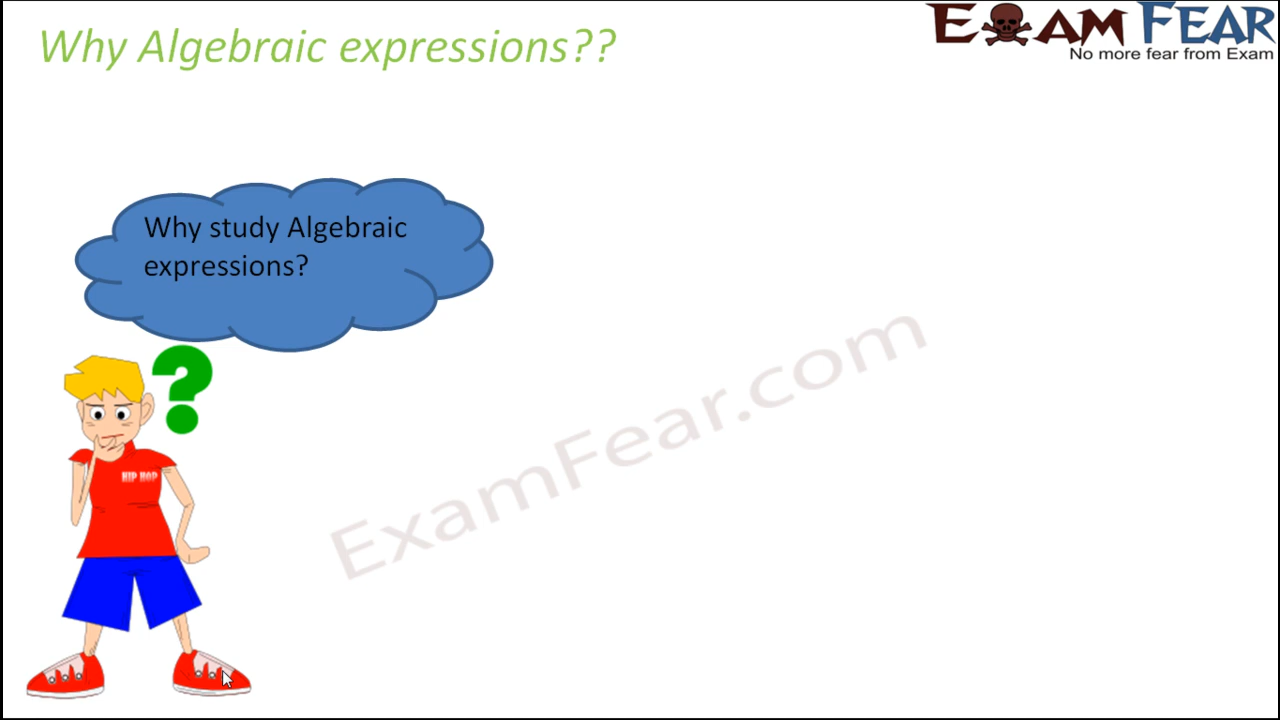 Why Algebraic expressions??
EXAM FEAR
No more fear from Exam
Why study Algebraic
expressions?
?
HIP HOP
ExamFear.com